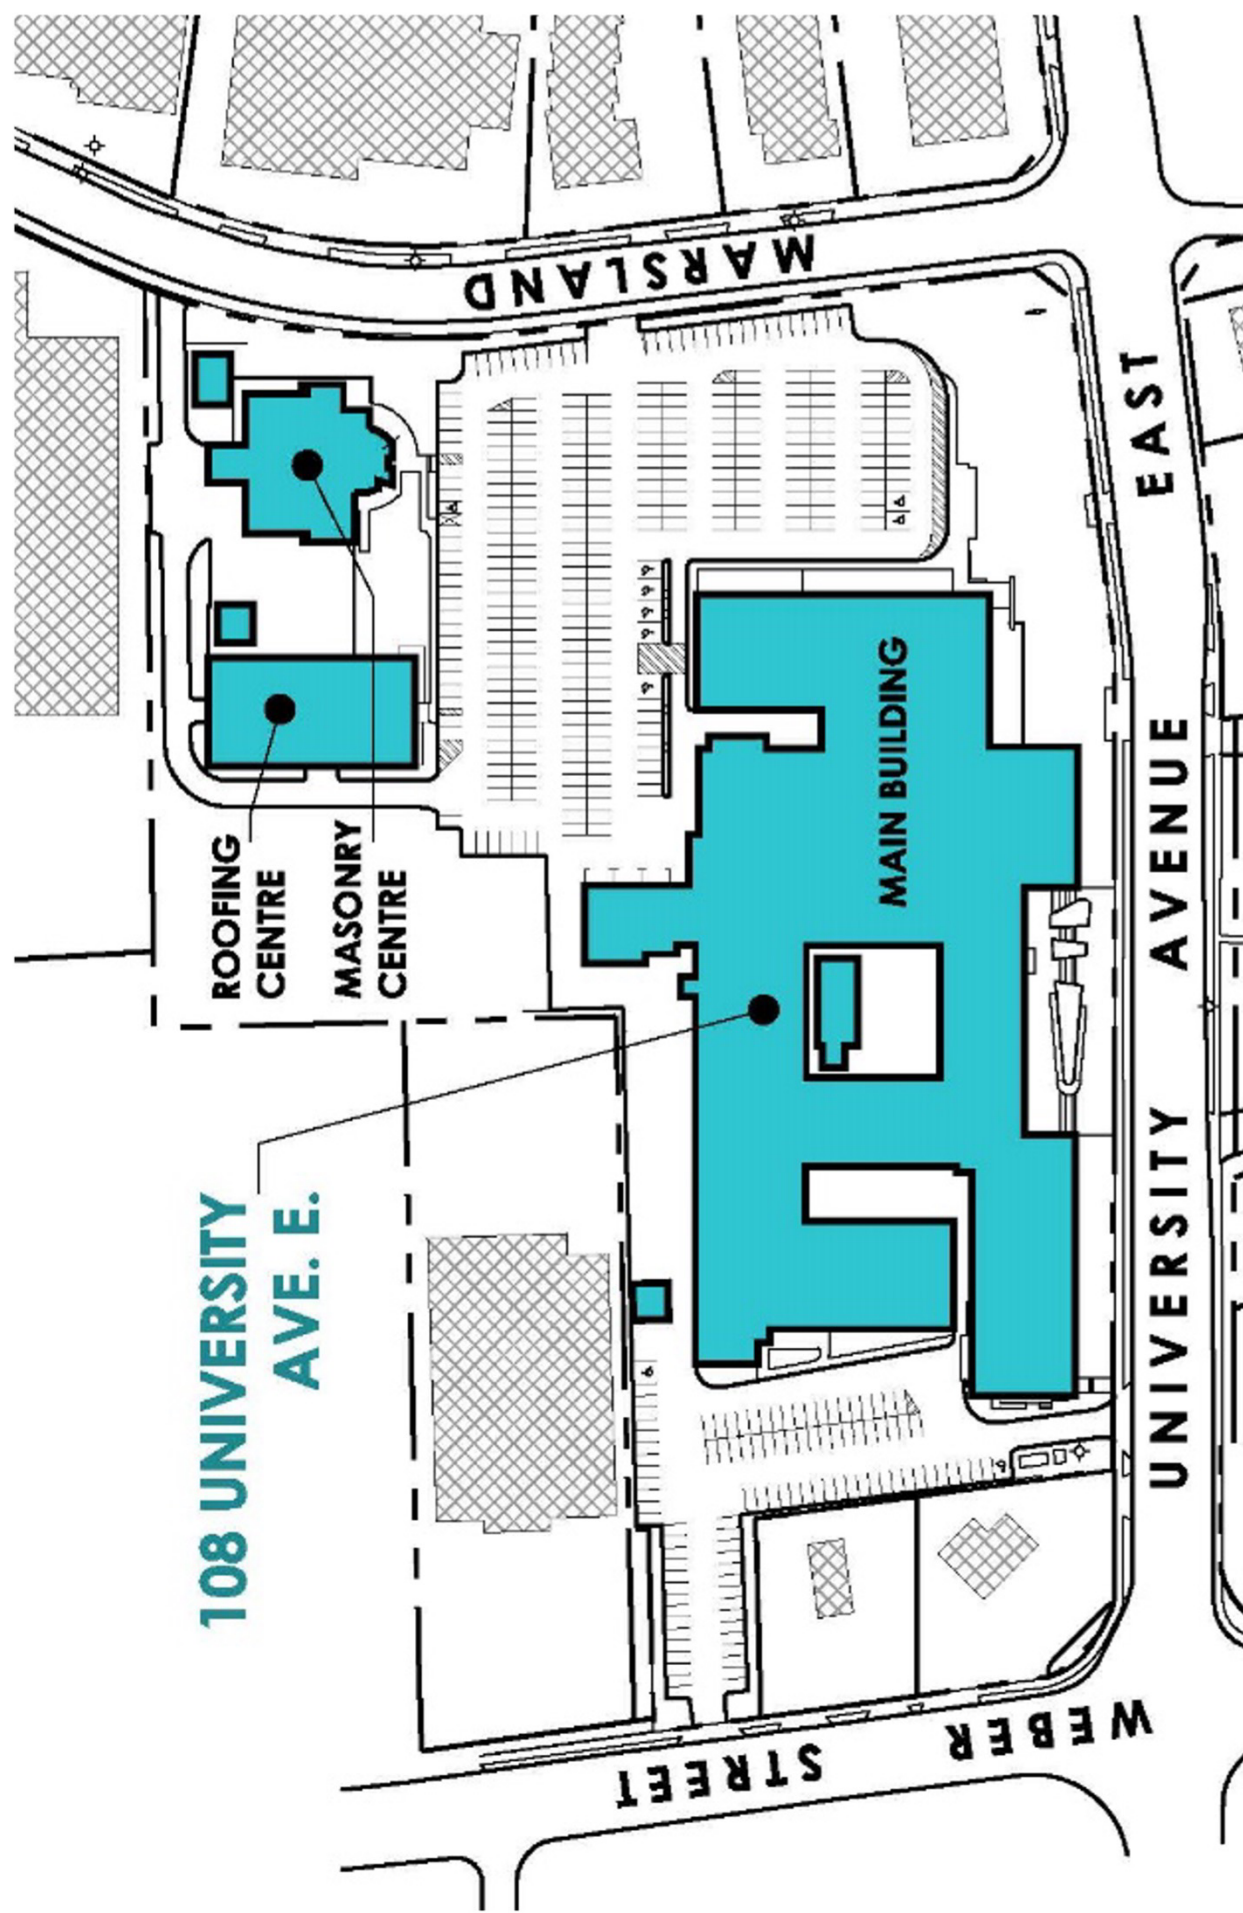 108 UNIVERSITY
AVE. E.
ROOFING
CENTRE
MASONRY
CENTRE
MAIN BUILDING
MARSLAND
UNIVERSITY AVENUE EAST
WEBER STREET